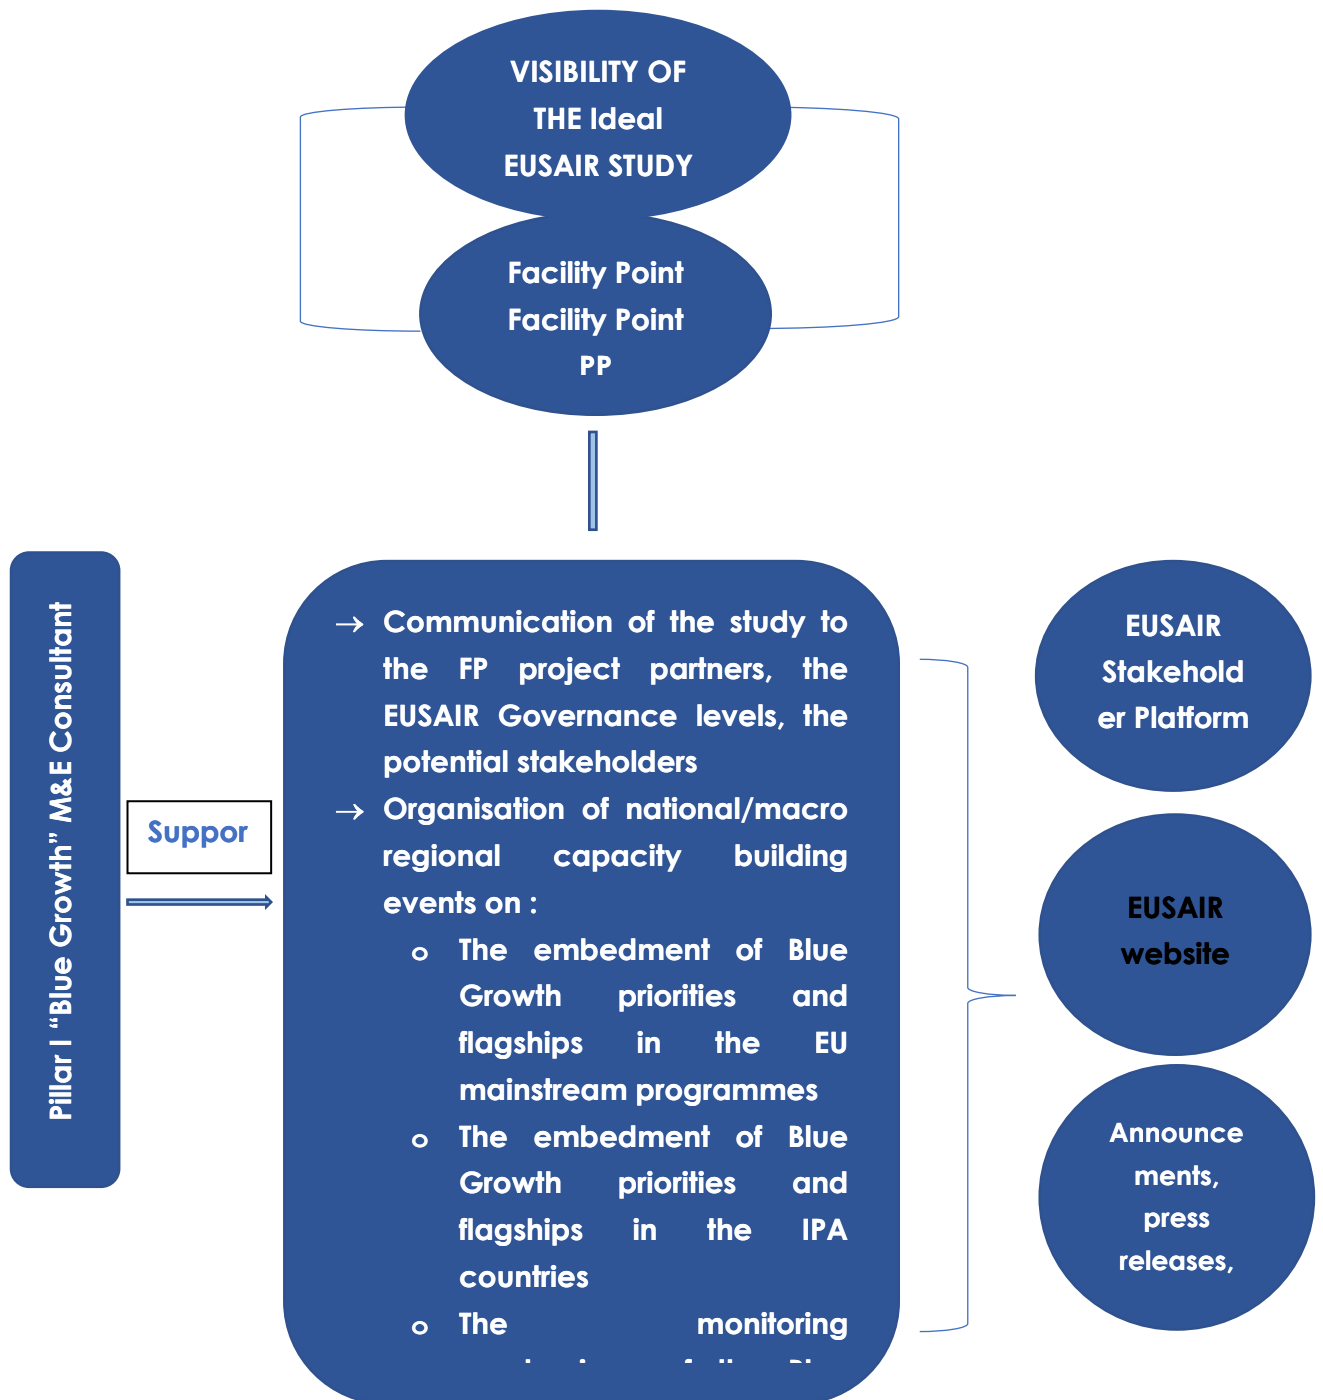 VISIBILITY OF
THE Ideal
EUSAIR STUDY
Facility Point
Facility Point
PP
Pillar I “Blue Growth” M&E Consultant
Suppor
→ Communication of the study to
the FP project partners, the
EUSAIR Governance levels, the
potential stakeholders
→ Organisation of national/macro
regional capacity building
events on :
o The embedment of Blue
Growth priorities and
flagships in the EU
mainstream programmes
o The embedment of Blue
Growth priorities and
flagships in the IPA
countries
o The monitoring
EUSAIR
Stakehold
er Platform
EUSAIR
website
Announce
ments,
press
releases,